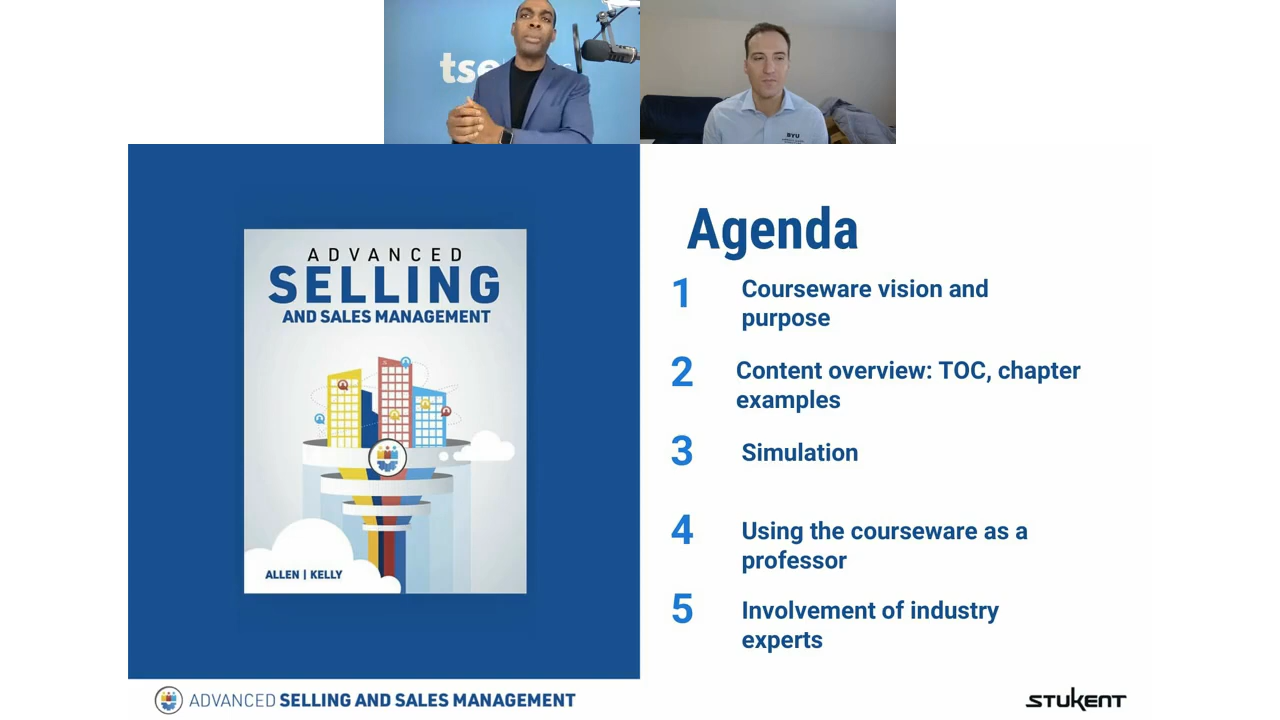 tse
BYU
ADVANCED
SELLING
AND SALES MANAGEMENT
ALLEN | KELLY
Agenda
1 Courseware vision and
purpose
2 Content overview: TOC, chapter
examples
3 Simulation
4 Using the courseware as a
professor
5 Involvement of industry
experts
ADVANCED SELLING AND SALES MANAGEMENT
STUKENT